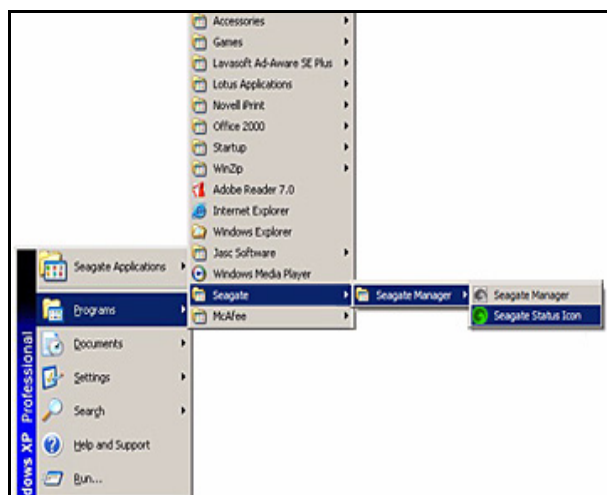 Accessories
Games
Lavasoft Ad-Aware SE Plus
Lotus Applications
Novell iPrint
Office 2000
Startup
WinZip
Adobe Reader 7.0
Internet Explorer
Windows Explorer
Jasc Software
Windows Media Player
Seagate
McAfee
Seagate Manager
Seagate Manager
Seagate Status Icon
Seagate Applications
Programs
Documents
Settings
Search
Help and Support
Run...
dows XP Professional